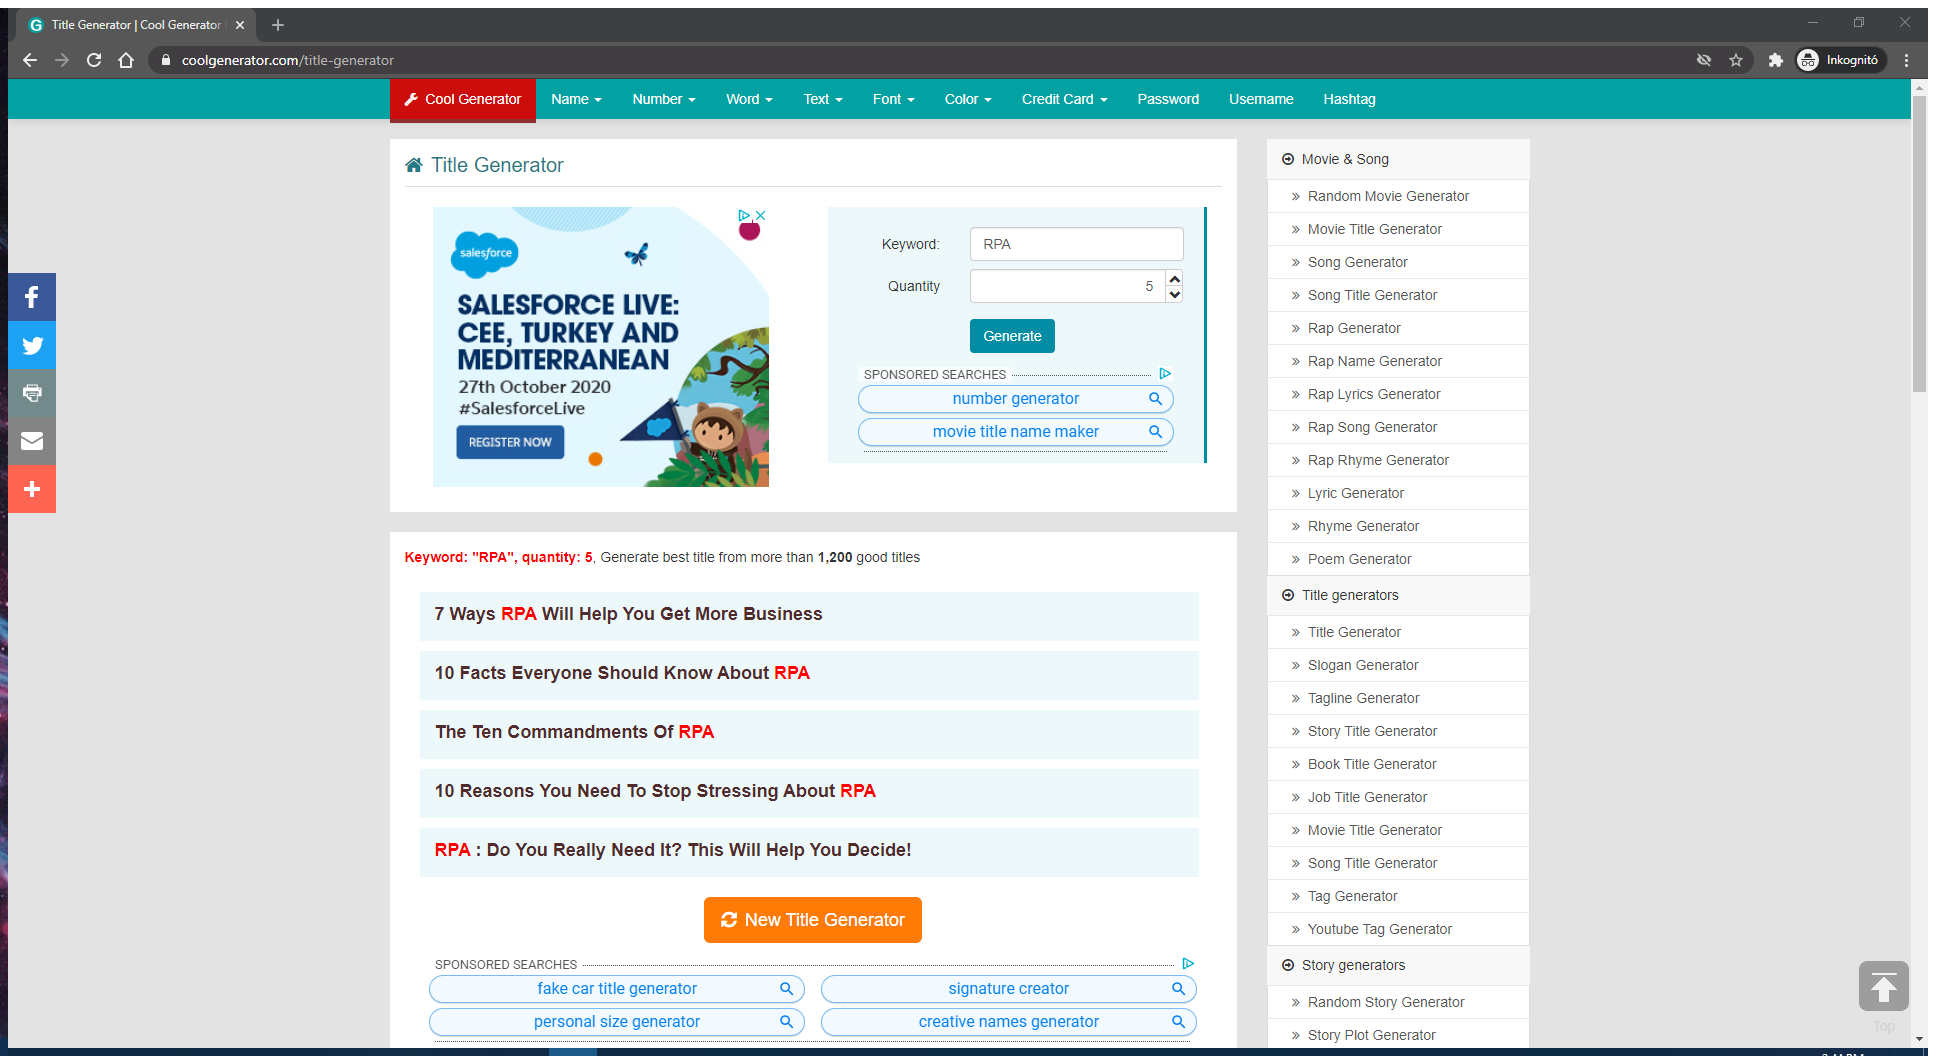 Title Generator | Cool Generator
coolgenerator.com/title-generator
Inkognitó
Cool Generator
Name
Number
Word
Text
Font
Color
Credit Card
Password
Username
Hashtag
Title Generator
salesforce
SALESFORCE LIVE:
CEE, TURKEY AND
MEDITERRANEAN
27th October 2020
#SalesforceLive
REGISTER NOW
Keyword:
RPA
Quantity
5
Generate
SPONSORED SEARCHES
number generator
movie title name maker
Keyword: "RPA", quantity: 5, Generate best title from more than 1,200 good titles
7 Ways RPA Will Help You Get More Business
10 Facts Everyone Should Know About RPA
The Ten Commandments Of RPA
10 Reasons You Need To Stop Stressing About RPA
RPA : Do You Really Need It? This Will Help You Decide!
New Title Generator
SPONSORED SEARCHES
fake car title generator
signature creator
personal size generator
creative names generator
Movie & Song
Random Movie Generator
Movie Title Generator
Song Generator
Song Title Generator
Rap Generator
Rap Name Generator
Rap Lyrics Generator
Rap Song Generator
Rap Rhyme Generator
Lyric Generator
Rhyme Generator
Poem Generator
Title generators
Title Generator
Slogan Generator
Tagline Generator
Story Title Generator
Book Title Generator
Job Title Generator
Movie Title Generator
Song Title Generator
Tag Generator
Youtube Tag Generator
Story generators
Random Story Generator
Story Plot Generator
Top